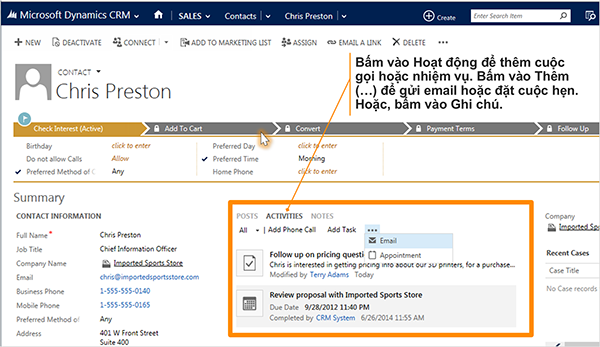 Microsoft Dynamics CRM SALES Contacts Chris Preston Create Search Item
NEW DEACTIVATE CONNECT ADD TO MARKETING LIST ASSIGN EMAIL A LINK DELETE
Bấm vào Hoạt động để thêm cuộc
gọi hoặc nhiệm vụ. Bấm vào Thêm
(…) để gửi email hoặc đặt cuộc hẹn.
Hoặc, bấm vào Ghi chú.
CONTACT
Chris Preston
Check Interest (Active) Add To Cart Convert Payment Terms Follow Up
Birthday click to enter Preferred Day click to enter
Do not allow Calls Allow Preferred Time Morning
Preferred Method of C Any Home Phone click to enter
Summary
CONTACT INFORMATION
Full Name * Chris Preston
Job Title Chief Information Officer
Company Name Imported Sports Store
Email chris@importedsportsstore.com
Business Phone 1-555-555-0140
Mobile Phone 1-555-555-0165
Preferred Method of Any
Address 401 W Front Street
Suite 400
POSTS ACTIVITIES NOTES
All Add Phone Call Add Task ...
Email
Appointment
Follow up on pricing questi
Chris is interested in getting pricing info about our 3D printers, for a purchase...
Modified by Terry Adams Today
Review proposal with Imported Sports Store
Due Date 9/28/2012 11:40 PM
Completed by CRM System 6/26/2014 11:55 AM
Company
Imported Sp
Recent Cases
Case Title
No Case records